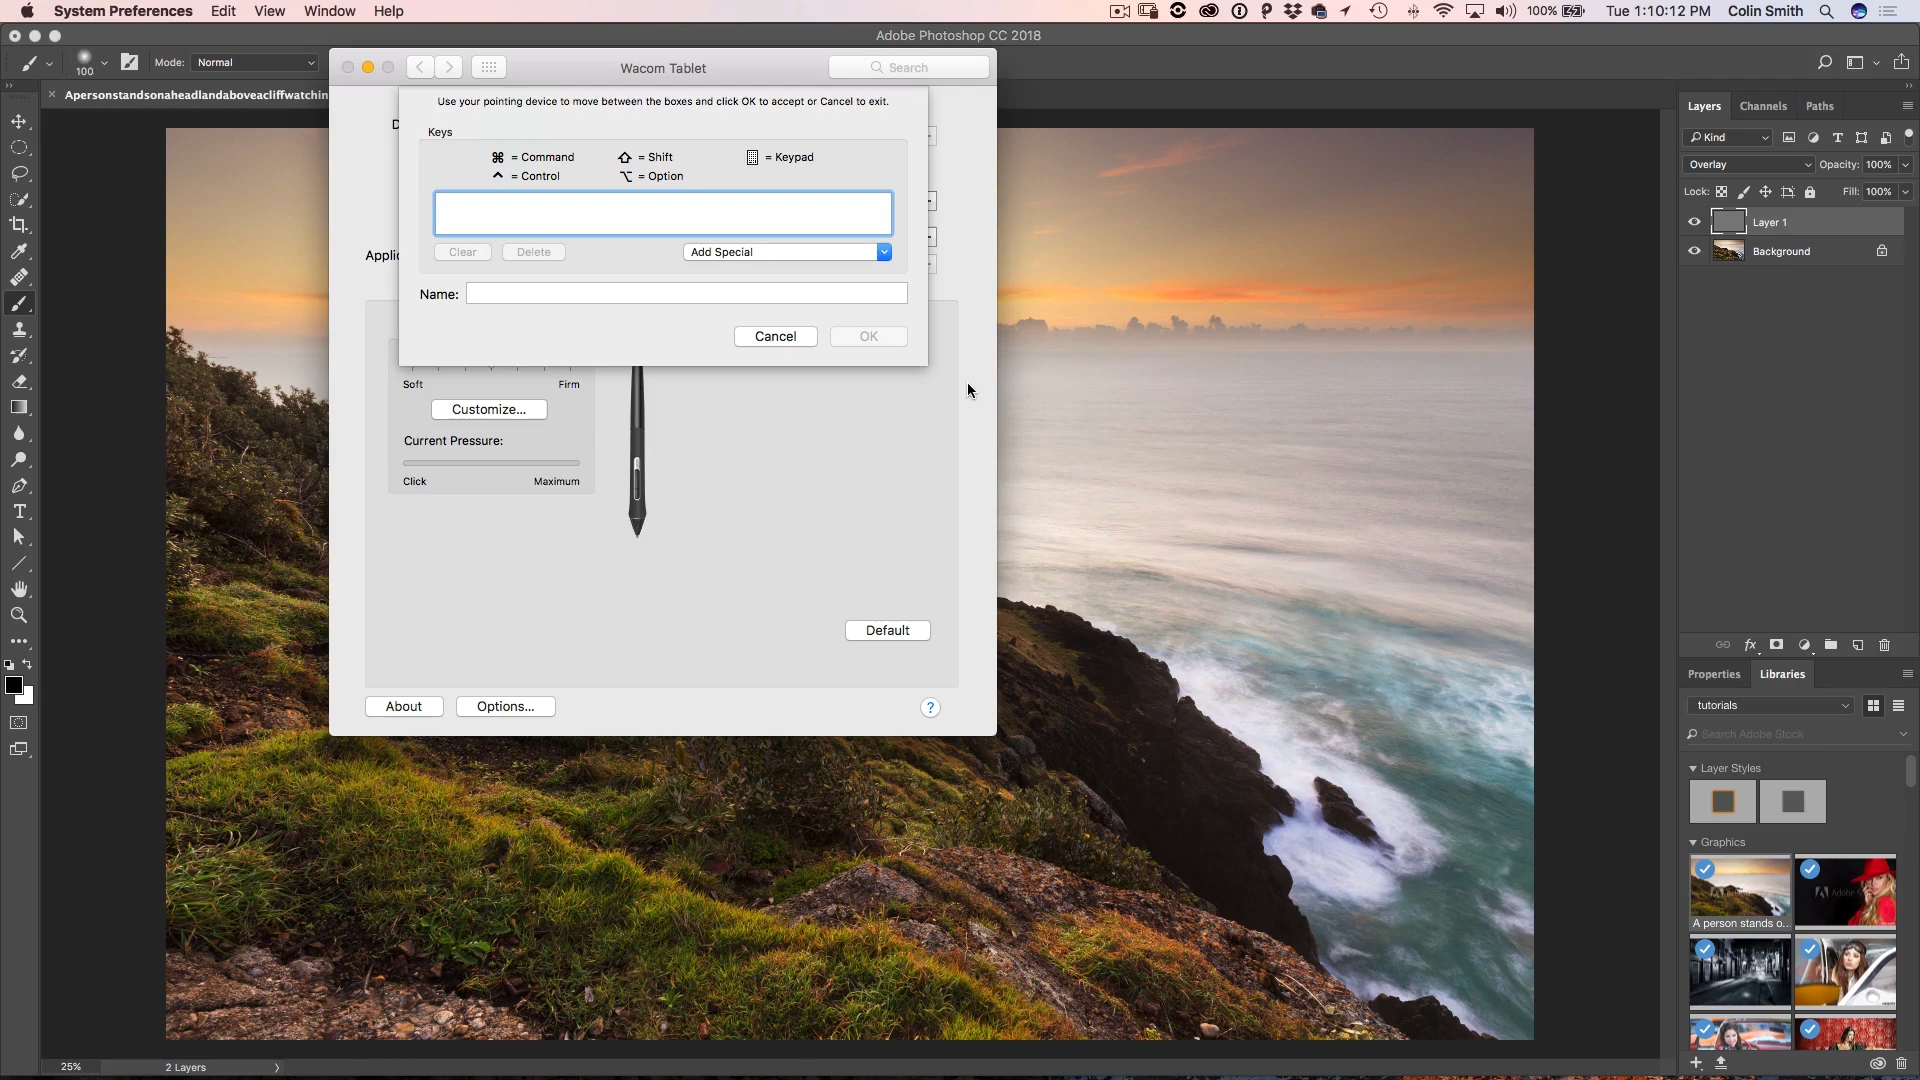 System Preferences Edit View Window Help
100% Tue 1:10:12 PM Colin Smith
Adobe Photoshop CC 2018
100 Mode: Normal
Wacom Tablet
Search
Apersonstandsonaheadlandaboveacliffwatchin
Use your pointing device to move between the boxes and click OK to accept or Cancel to exit.
Keys
⌘ = Command
= Shift
= Keypad
= Control
⌥ = Option
Clear
Delete
Add Special
Name:
Cancel
OK
Soft
Firm
Customize...
Current Pressure:
Click
Maximum
Default
About
Options...
?
Layers Channels Paths
Kind
Overlay
Opacity: 100%
Lock:
Fill: 100%
Layer 1
Background
fx
Properties Libraries
tutorials
Search Adobe Stock
Layer Styles
Graphics
A person stands o...
25%
2 Layers